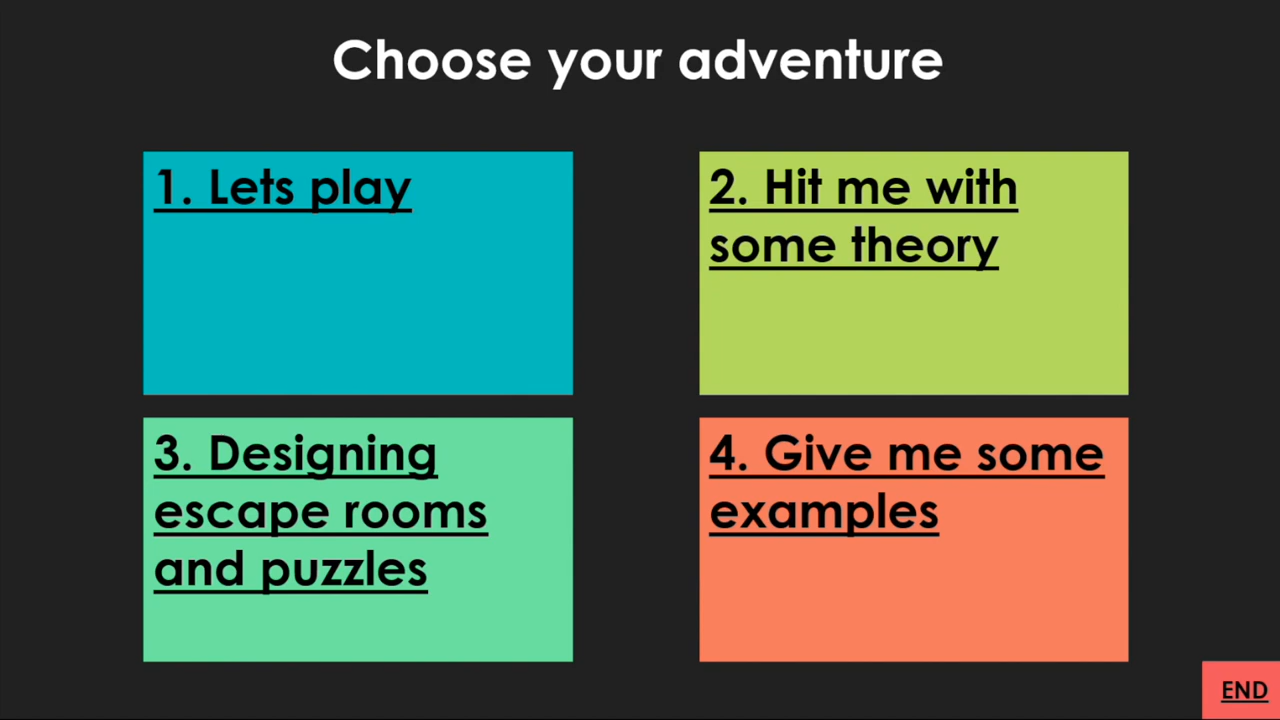 Choose your adventure
1. Lets play
2. Hit me with
some theory
3. Designing
escape rooms
and puzzles
4. Give me some
examples
END